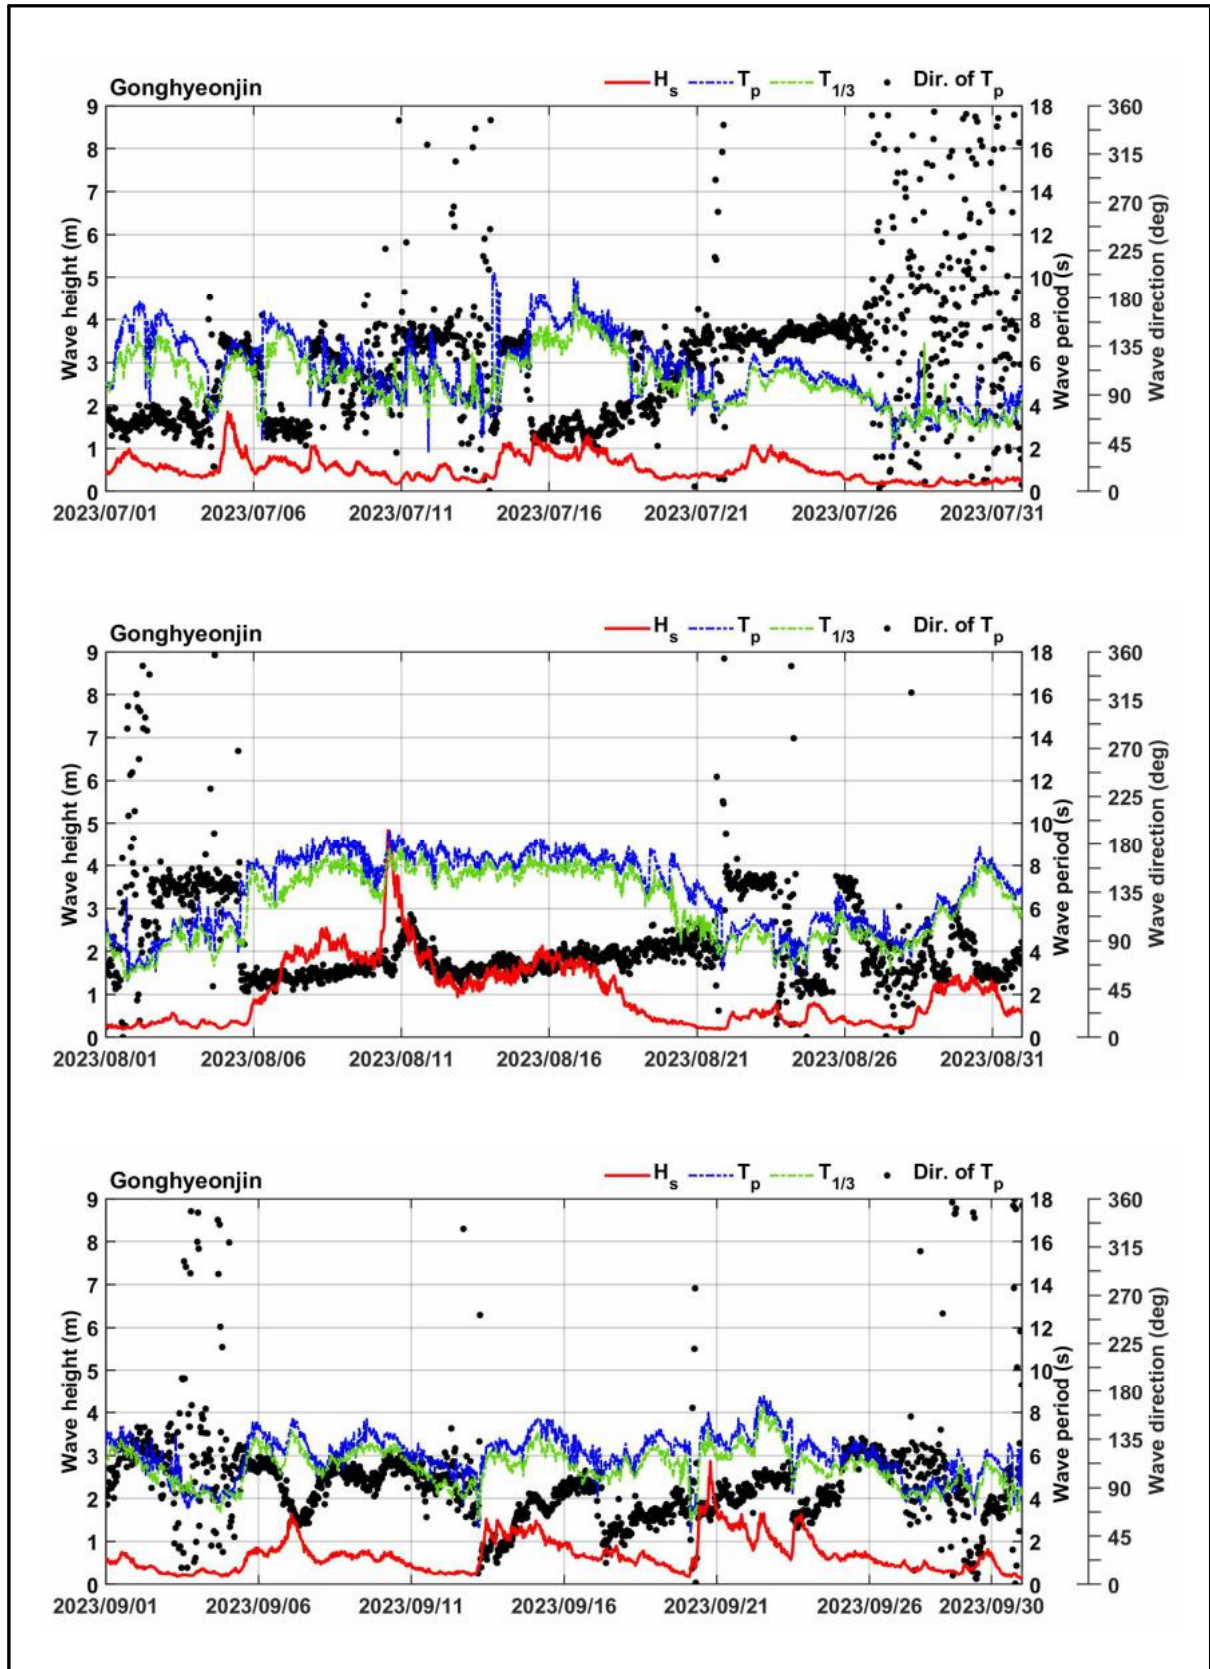 Gonghyeonjin
Hs Tp T1/3 Dir. of Tp
9 18 360
8 16 315
7 14 270
6 12 225
5 10 180
4 8 135
3 6 90
2 4 45
1 2 0
0 0
Wave height (m)
Wave period (s)
Wave direction (deg)
2023/07/01 2023/07/06 2023/07/11 2023/07/16 2023/07/21 2023/07/26 2023/07/31
Gonghyeonjin
Hs Tp T1/3 Dir. of Tp
9 18 360
8 16 315
7 14 270
6 12 225
5 10 180
4 8 135
3 6 90
2 4 45
1 2 0
0 0
Wave height (m)
Wave period (s)
Wave direction (deg)
2023/08/01 2023/08/06 2023/08/11 2023/08/16 2023/08/21 2023/08/26 2023/08/31
Gonghyeonjin
Hs Tp T1/3 Dir. of Tp
9 18 360
8 16 315
7 14 270
6 12 225
5 10 180
4 8 135
3 6 90
2 4 45
1 2 0
0 0
Wave height (m)
Wave period (s)
Wave direction (deg)
2023/09/01 2023/09/06 2023/09/11 2023/09/16 2023/09/21 2023/09/26 2023/09/30